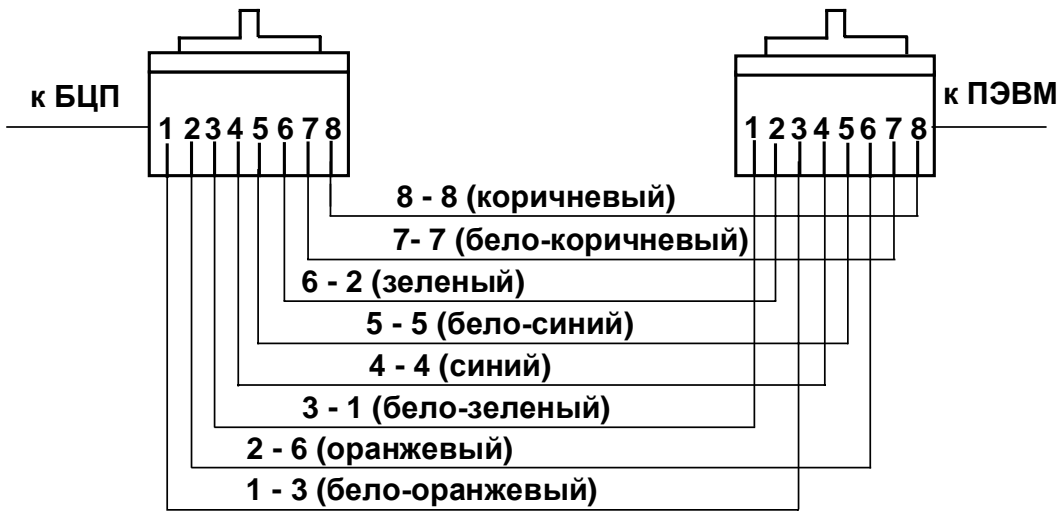 к БЦП
к ПЭВМ
1 2 3 4 5 6 7 8
1 2 3 4 5 6 7 8
8 - 8 (коричневый)
7- 7 (бело-коричневый)
6 - 2 (зеленый)
5 - 5 (бело-синий)
4 - 4 (синий)
3 - 1 (бело-зеленый)
2 - 6 (оранжевый)
1 - 3 (бело-оранжевый)